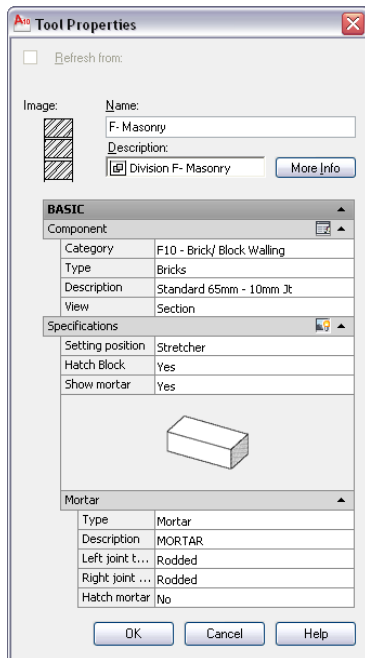 A10 Tool Properties
Refresh from:
Image:
Name:
F- Masonry
Description:
Division F- Masonry
More Info
BASIC
Component
Category F10 - Brick/ Block Walling
Type Bricks
Description Standard 65mm - 10mm Jt
View Section
Specifications
Setting position Stretcher
Hatch Block Yes
Show mortar Yes
Mortar
Type Mortar
Description MORTAR
Left joint t... Rodded
Right joint ... Rodded
Hatch mortar No
OK Cancel Help